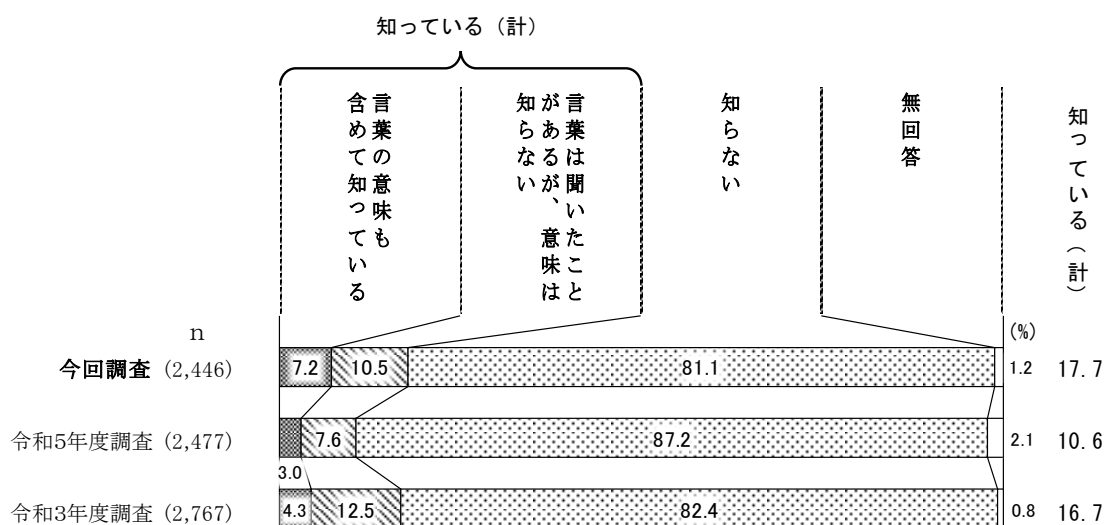 知っている（計）
言葉の意味も
含めて知っている
言葉は聞いたこと
があるが、意味は
知らない
知らない
無回答
知っている（計）
n
(%)
今回調査 (2,446) 7.2 10.5 81.1 1.2 17.7
令和5年度調査 (2,477) 3.0 7.6 87.2 2.1 10.6
令和3年度調査 (2,767) 4.3 12.5 82.4 0.8 16.7